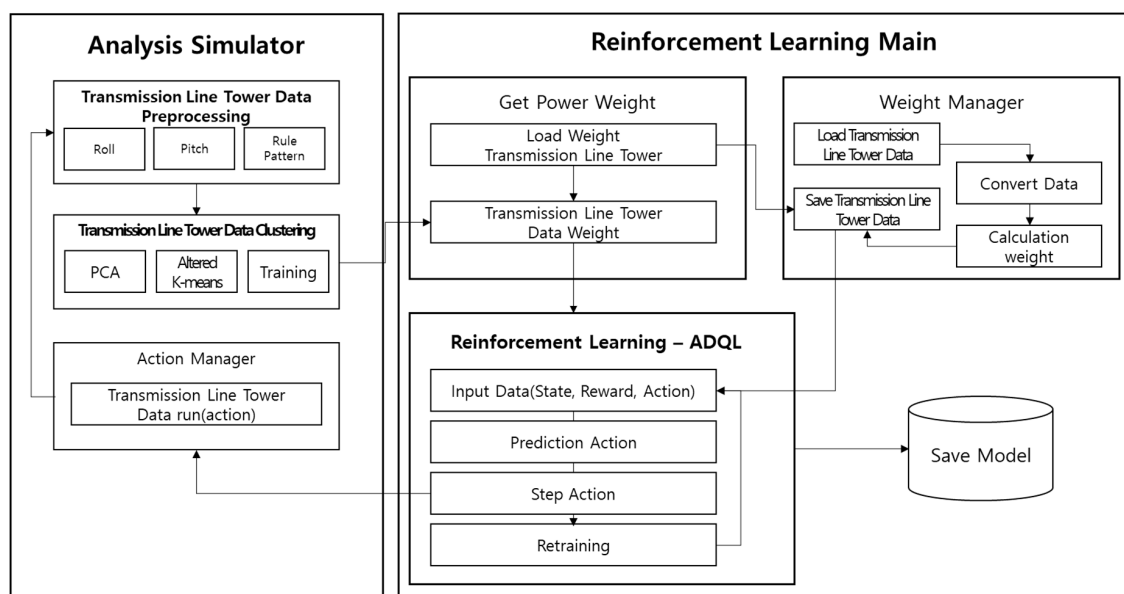 Analysis Simulator
Transmission Line Tower Data
Preprocessing
Roll
Pitch
Rule
Pattern
Transmission Line Tower Data Clustering
PCA
Altered
K-means
Training
Action Manager
Transmission Line Tower
Data run(action)
Reinforcement Learning Main
Get Power Weight
Load Weight
Transmission Line Tower
Transmission Line Tower
Data Weight
Weight Manager
Load Transmission
Line Tower Data
Convert Data
Save Transmission Line
Tower Data
Calculation
weight
Reinforcement Learning – ADQL
Input Data(State, Reward, Action)
Prediction Action
Step Action
Retraining
Save Model